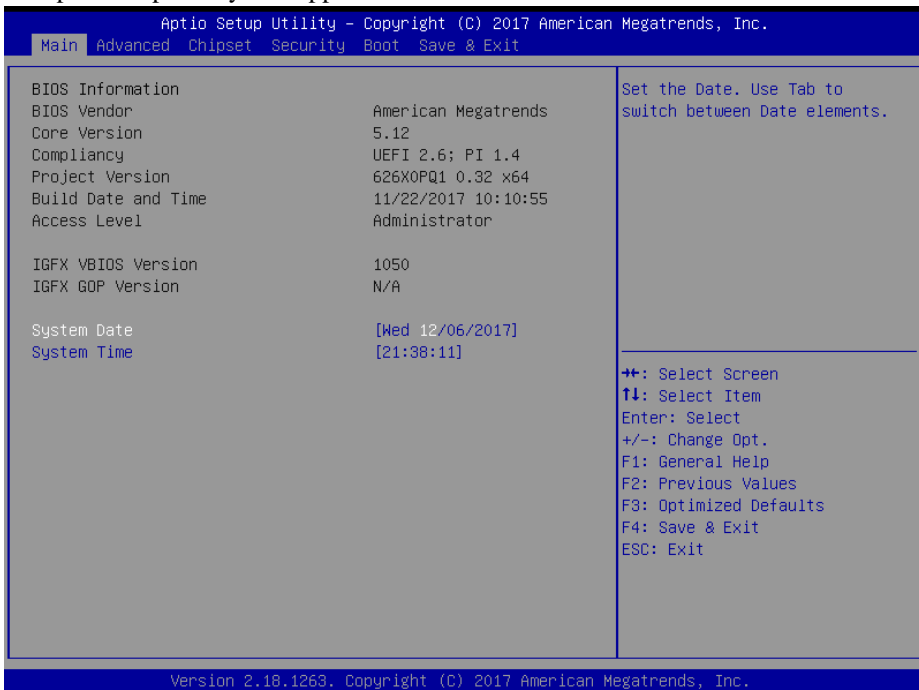 Aptio Setup Utility – Copyright (C) 2017 American Megatrends, Inc.
Main Advanced Chipset Security Boot Save & Exit
BIOS Information
BIOS Vendor American Megatrends
Core Version 5.12
Compliancy UEFI 2.6; PI 1.4
Project Version 626X0PQ1 0.32 x64
Build Date and Time 11/22/2017 10:10:55
Access Level Administrator
IGFX VBIOS Version 1050
IGFX GOP Version N/A
System Date [Wed 12/06/2017]
System Time [21:38:11]
Set the Date. Use Tab to
switch between Date elements.
→←: Select Screen
↑↓: Select Item
Enter: Select
+/-: Change Opt.
F1: General Help
F2: Previous Values
F3: Optimized Defaults
F4: Save & Exit
ESC: Exit
Version 2.18.1263. Copyright (C) 2017 American Megatrends, Inc.